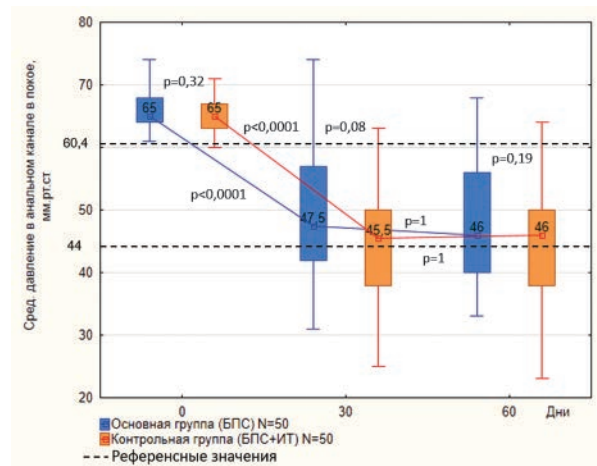 Сред. давление в анальном канале в покое,
мм.рт.ст
80
70
60,4
50
44
40
30
20
p=0,32
65
65
p<0,0001
p=0,08
p<0,0001
p=0,19
47,5
45,5
p=1
46
46
p=1
0
30
60
Дни
Основная группа (БПС) N=50
Контрольная группа (БПС+ИТ) N=50
Референсные значения